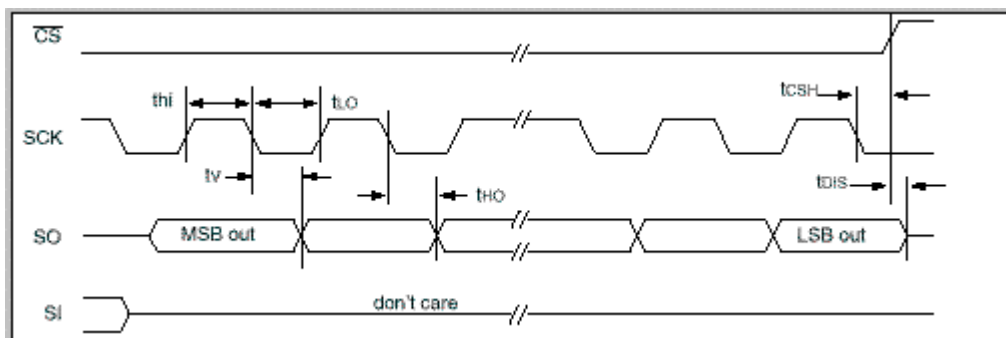 CS
thi
tLO
tCSH
SCK
tv
tHO
tDIS
SO
MSB out
LSB out
SI
don't care